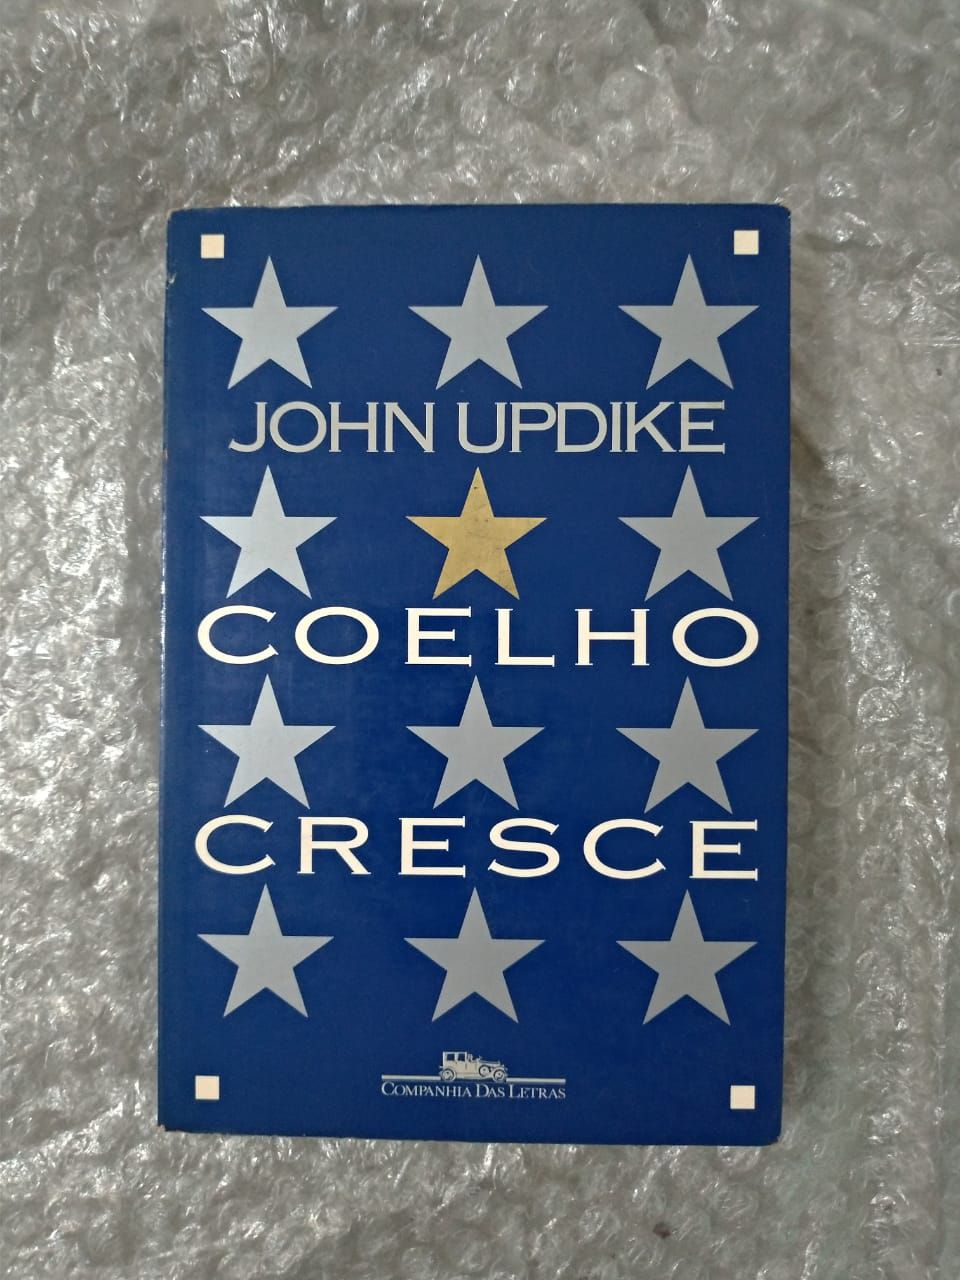 JOHN UPDIKE
COELHO
CRESCE
COMPANHIA DAS LETRAS